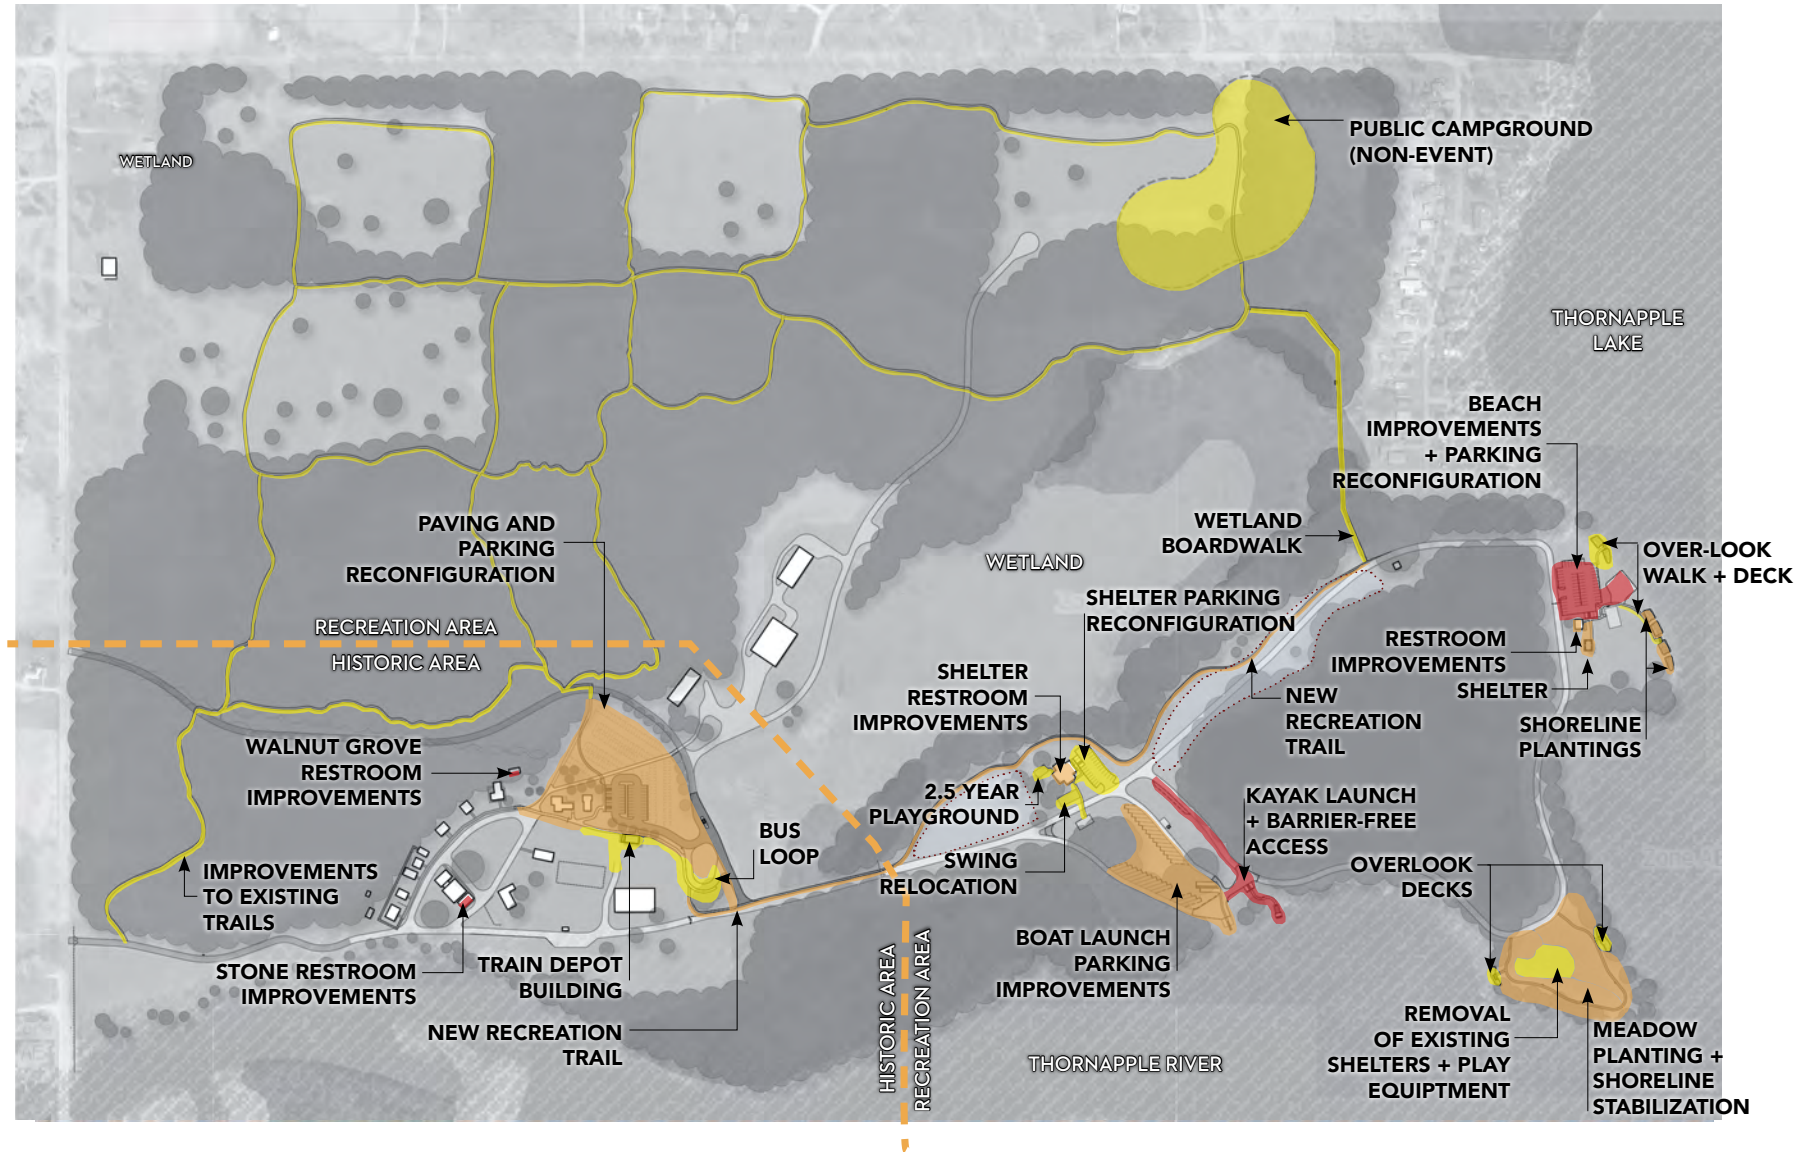 PUBLIC CAMPGROUND
(NON-EVENT)
WETLAND
THORNAPPLE
LAKE
BEACH
IMPROVEMENTS
+ PARKING
RECONFIGURATION
PAVING AND
PARKING
RECONFIGURATION
WETLAND
BOARDWALK
OVER-LOOK
WALK + DECK
WETLAND
SHELTER PARKING
RECONFIGURATION
RECREATION AREA
HISTORIC AREA
RESTROOM
IMPROVEMENTS
SHELTER
SHELTER
RESTROOM
IMPROVEMENTS
NEW
RECREATION
TRAIL
SHORELINE
PLANTINGS
WALNUT GROVE
RESTROOM
IMPROVEMENTS
2.5 YEAR
PLAYGROUND
KAYAK LAUNCH
+ BARRIER-FREE
ACCESS
BUS
LOOP
SWING
RELOCATION
OVERLOOK
DECKS
IMPROVEMENTS
TO EXISTING
TRAILS
BOAT LAUNCH
PARKING
IMPROVEMENTS
STONE RESTROOM
IMPROVEMENTS
TRAIN DEPOT
BUILDING
HISTORIC AREA
RECREATION AREA
NEW RECREATION
TRAIL
THORNAPPLE RIVER
REMOVAL
OF EXISTING
SHELTERS + PLAY
EQUIPTMENT
MEADOW
PLANTING +
SHORELINE
STABILIZATION